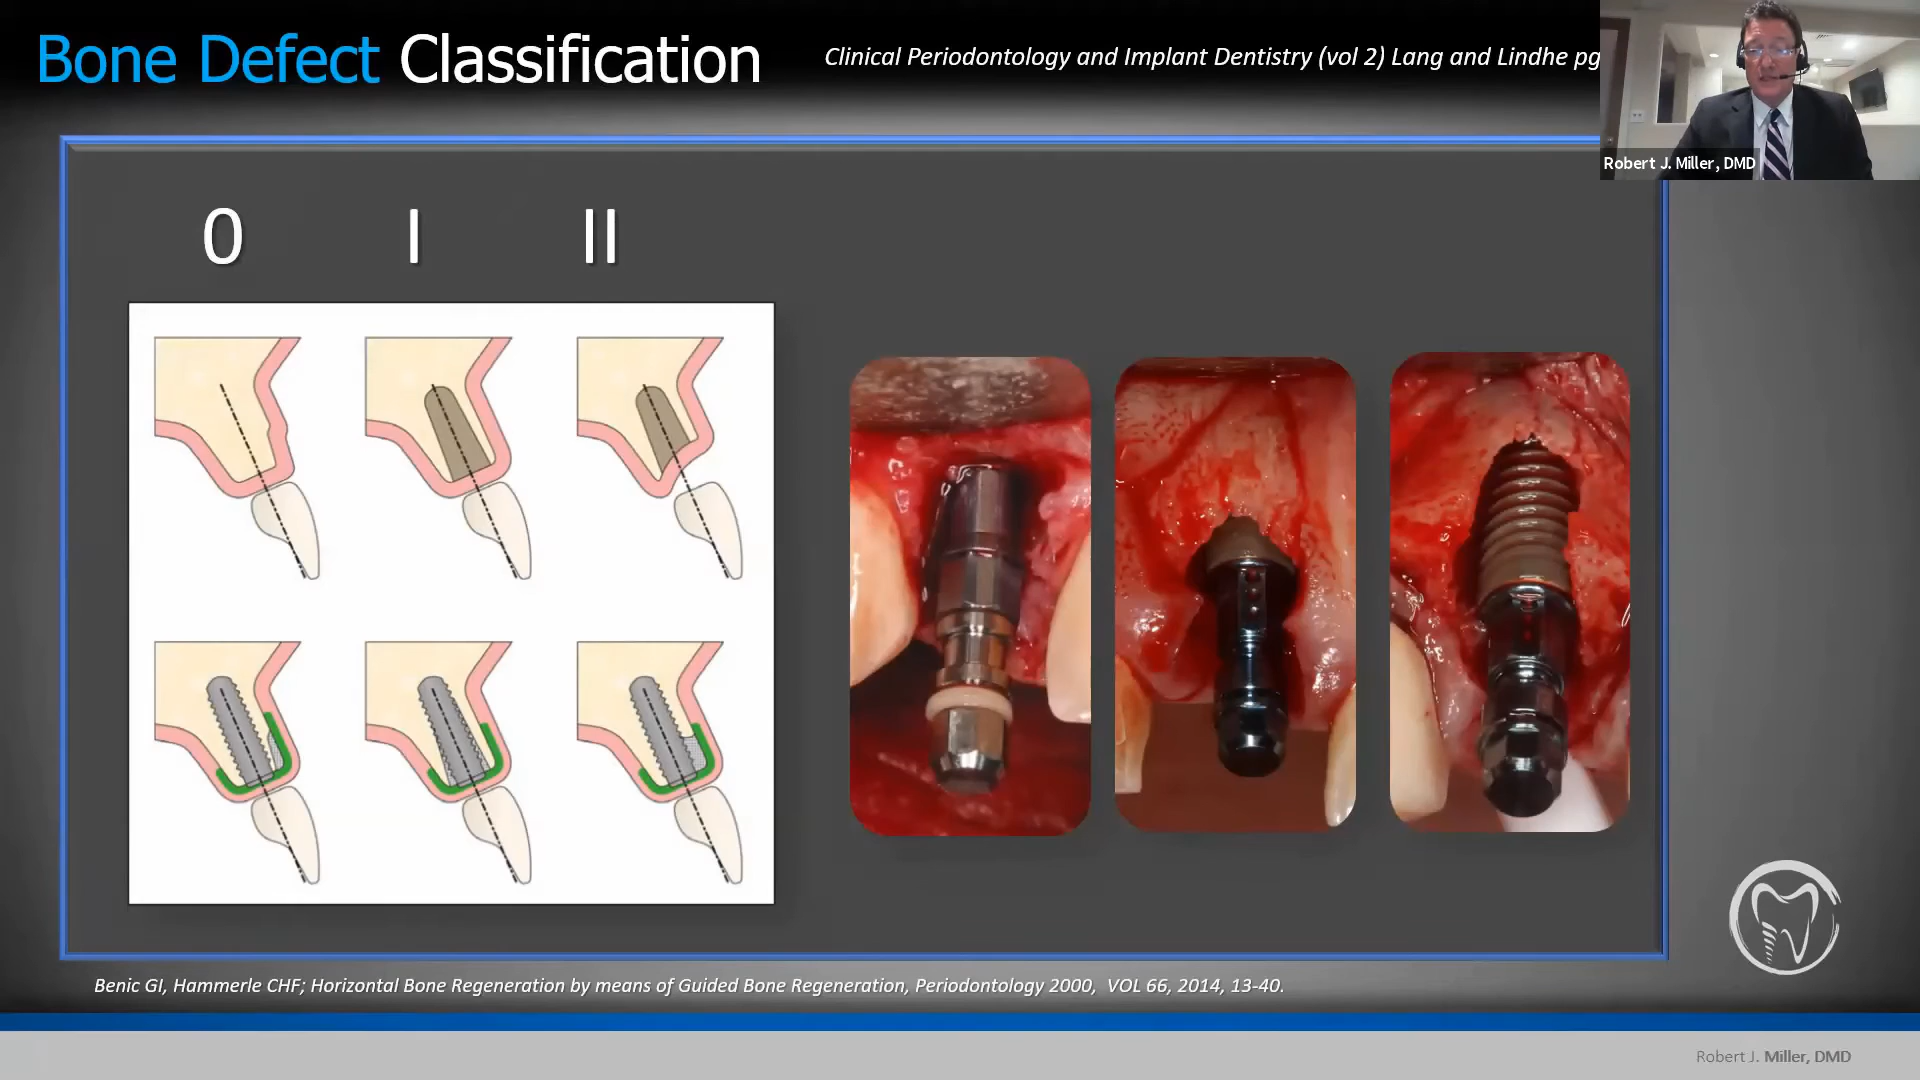 Bone Defect Classification
Clinical Periodontology and Implant Dentistry (vol 2) Lang and Lindhe pg
Robert J. Miller, DMD
0 I II
Benic GI, Hammerle CHF; Horizontal Bone Regeneration by means of Guided Bone Regeneration, Periodontology 2000, VOL 66, 2014, 13-40.
Robert J. Miller, DMD